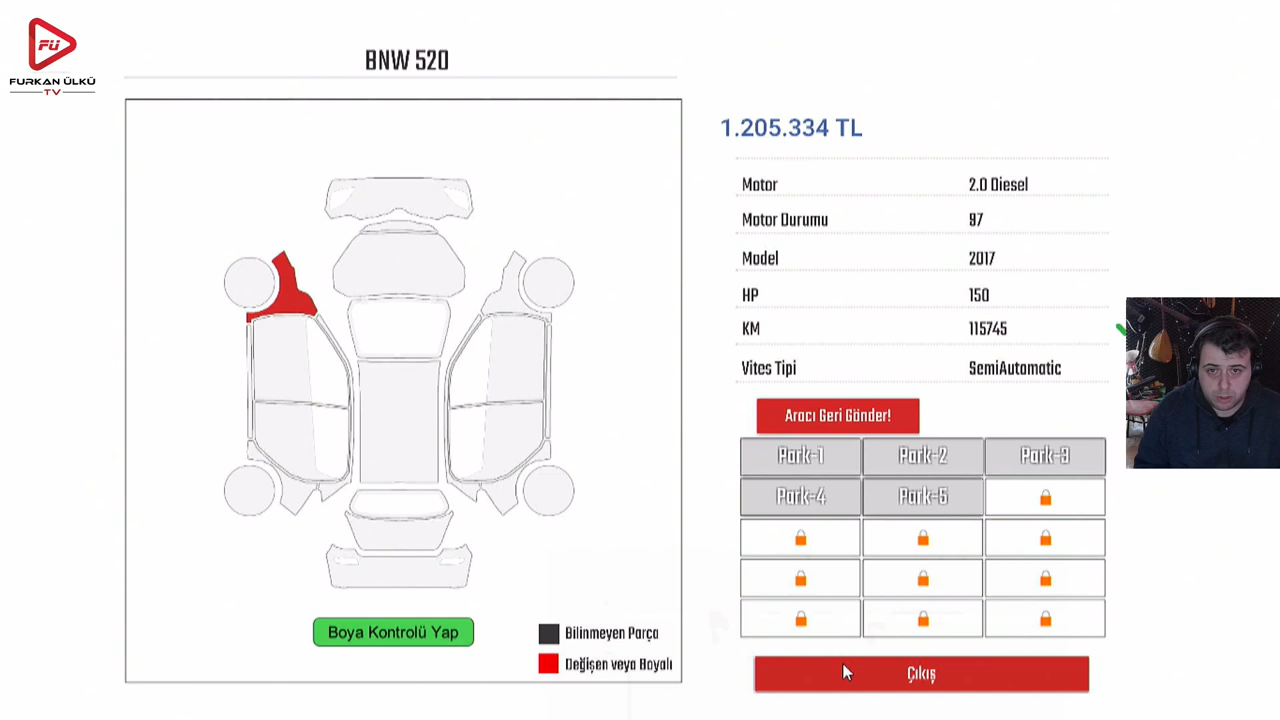 FU
FURKAN ÜLKÜ
TV
BNW 520
1.205.334 TL
Motor 2.0 Diesel
Motor Durumu 97
Model 2017
HP 150
KM 115745
Vites Tipi SemiAutomatic
Aracı Geri Gönder!
Park-1 Park-2 Park-3
Park-4 Park-5
Boya Kontrolü Yap
Bilinmeyen Parça
Değişen veya Boyalı
Çıkış